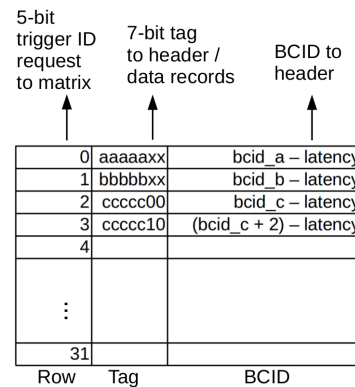 5-bit
trigger ID
request
to matrix
7-bit tag
to header /
data records
BCID to
header
0 aaaaaxx bcid_a – latency
1 bbbbbxx bcid_b – latency
2 ccccc00 bcid_c – latency
3 ccccc10 (bcid_c + 2) – latency
4
...
31
Row Tag BCID